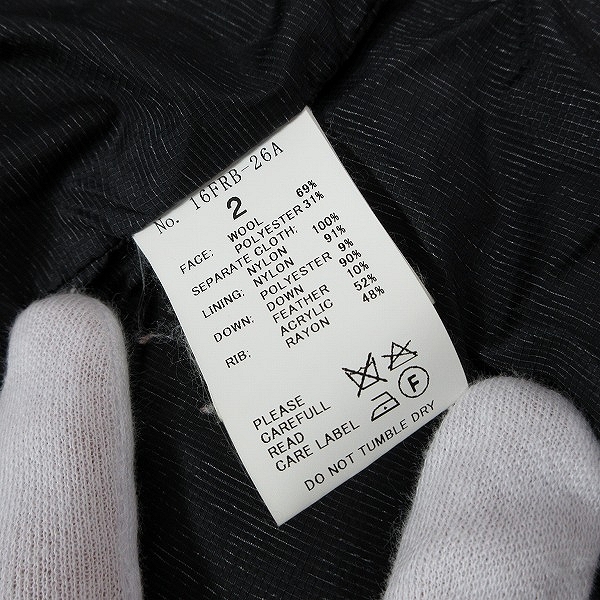 No. 16FRB-26A
2
FACE: WOOL 69%
POLYESTER 31%
SEPARATE CLOTH:
NYLON 100%
LINING: NYLON 91%
POLYESTER 9%
DOWN: DOWN 90%
FEATHER 10%
RIB: ACRYLIC 52%
RAYON 48%
PLEASE
CAREFULL
READ
CARE LABEL
F
DO NOT TUMBLE DRY